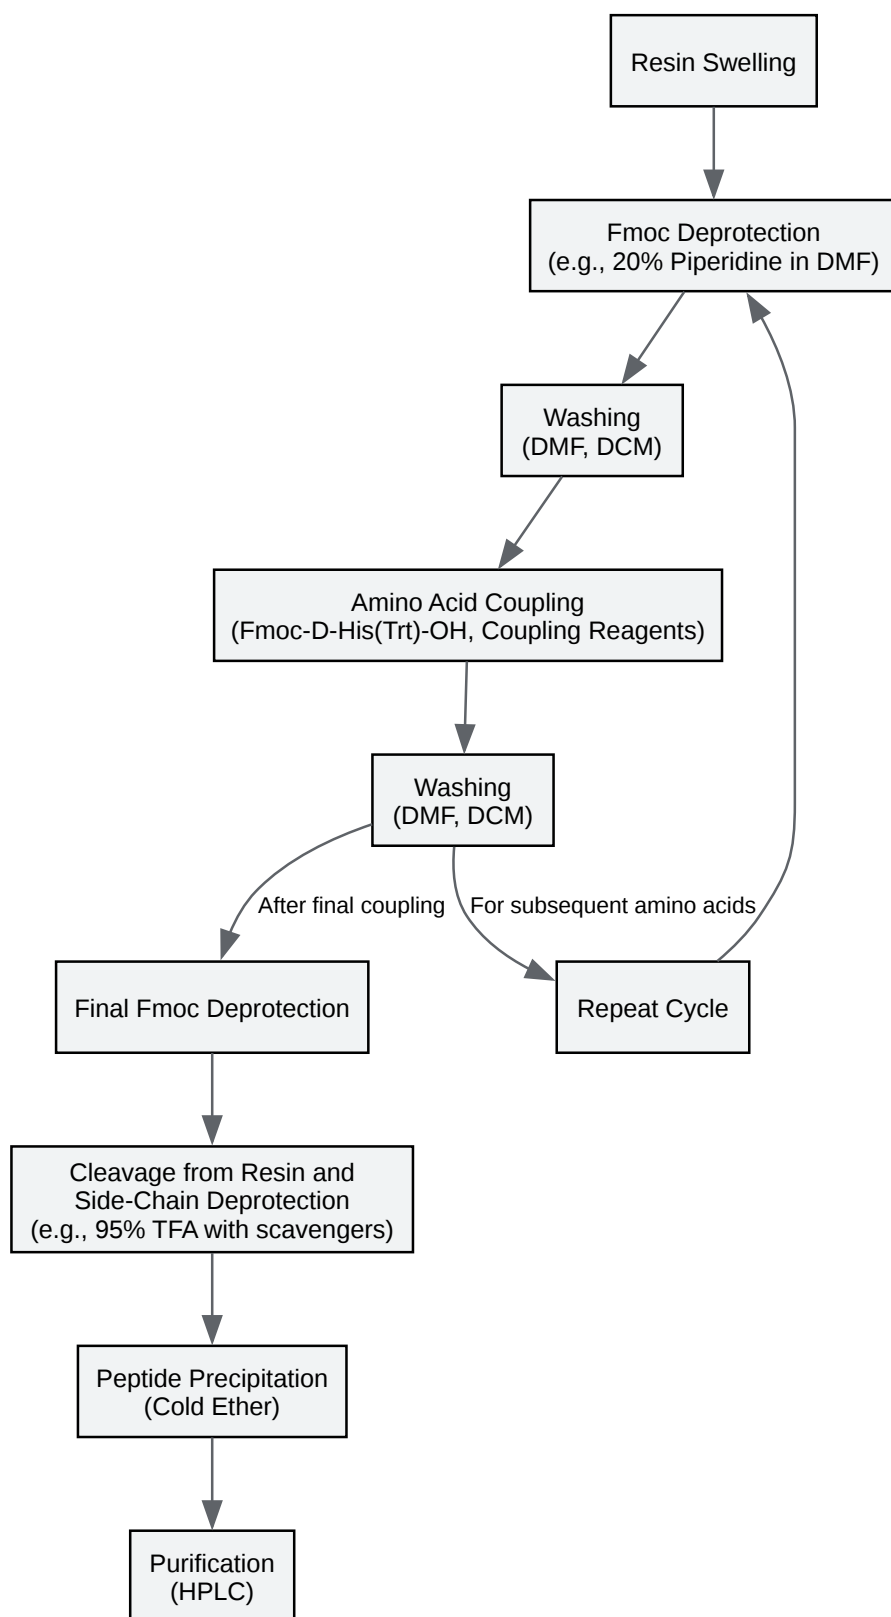 Resin Swelling
Fmoc Deprotection
(e.g., 20% Piperidine in DMF)
Washing
(DMF, DCM)
Amino Acid Coupling
(Fmoc-D-His(Trt)-OH, Coupling Reagents)
Washing
(DMF, DCM)
After final coupling
For subsequent amino acids
Final Fmoc Deprotection
Repeat Cycle
Cleavage from Resin and
Side-Chain Deprotection
(e.g., 95% TFA with scavengers)
Peptide Precipitation
(Cold Ether)
Purification
(HPLC)